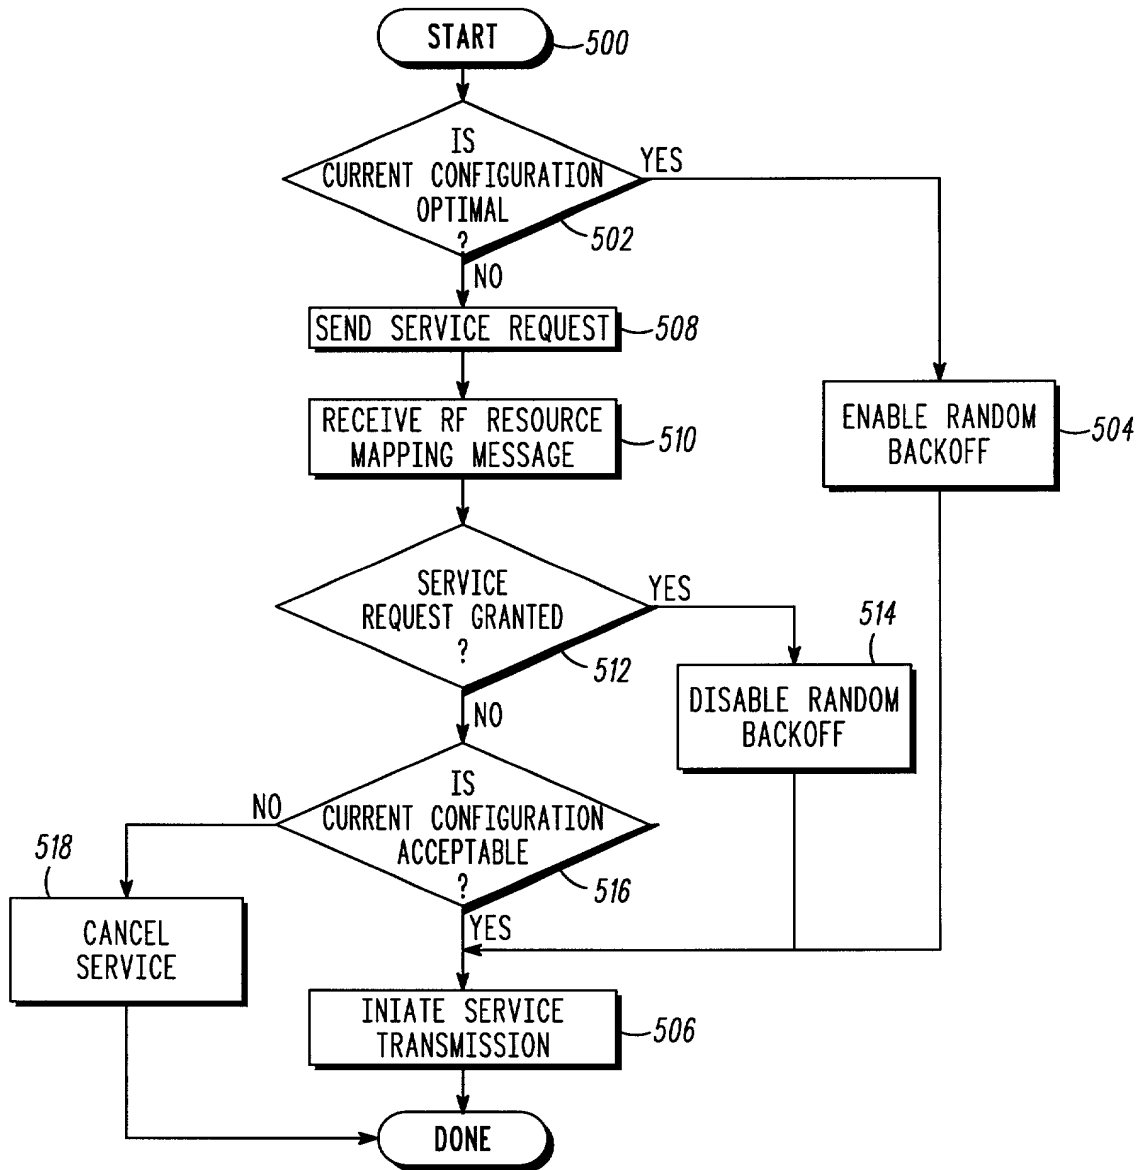 START
500
IS
CURRENT CONFIGURATION
OPTIMAL
?
YES
502
NO
SEND SERVICE REQUEST
508
RECEIVE RF RESOURCE
MAPPING MESSAGE
510
ENABLE RANDOM
BACKOFF
504
SERVICE
REQUEST GRANTED
?
YES
512
NO
514
DISABLE RANDOM
BACKOFF
IS
CURRENT CONFIGURATION
ACCEPTABLE
?
NO
516
YES
518
CANCEL
SERVICE
INIATE SERVICE
TRANSMISSION
506
DONE